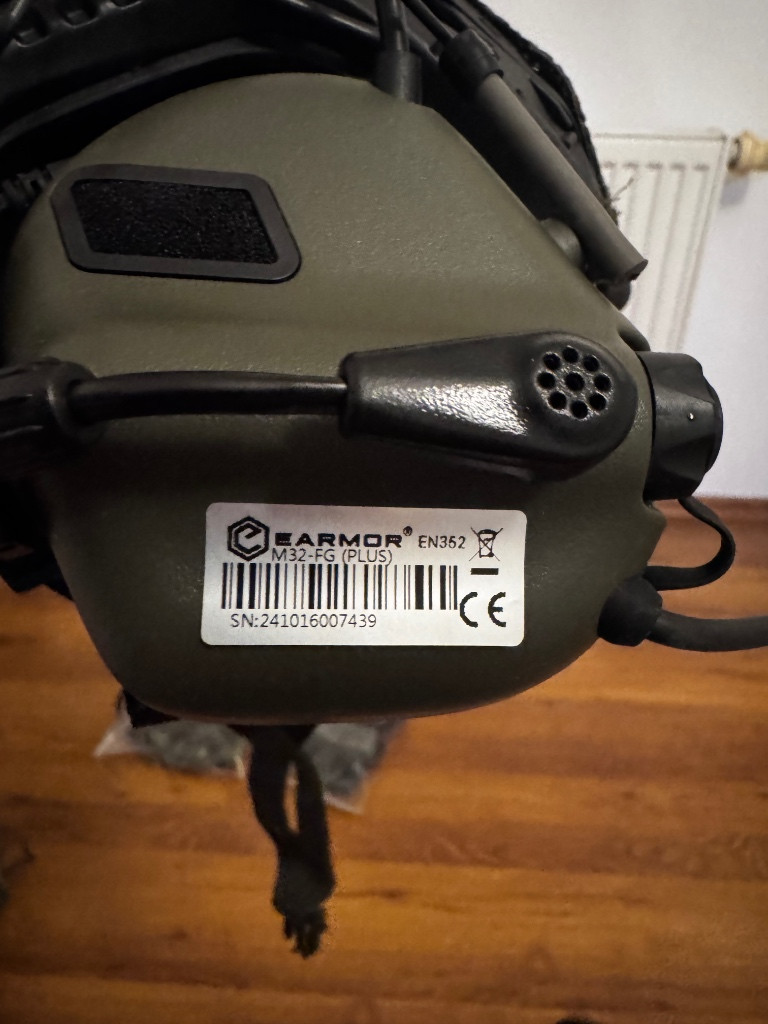 EARMOR® EN352
M32-FG (PLUS)
CE
SN:241016007439